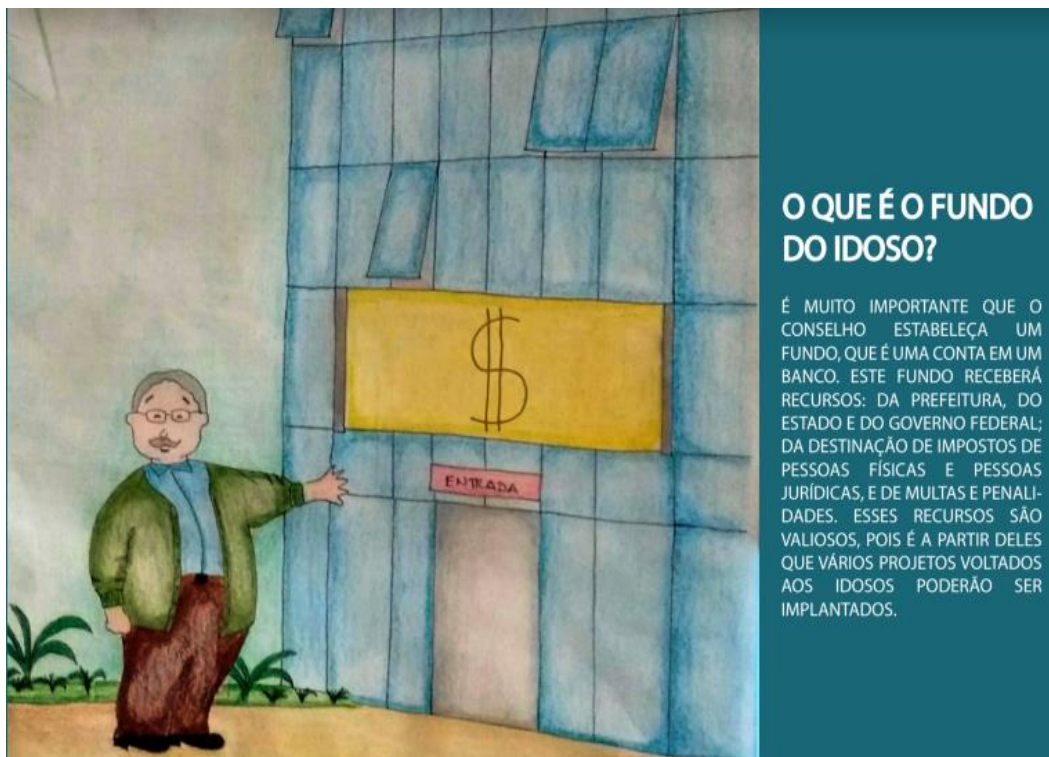 $
ENTRADA
O QUE É O FUNDO
DO IDOSO?
É MUITO IMPORTANTE QUE O
CONSELHO ESTABELEÇA UM
FUNDO, QUE É UMA CONTA EM UM
BANCO. ESTE FUNDO RECEBERÁ
RECURSOS: DA PREFEITURA, DO
ESTADO E DO GOVERNO FEDERAL;
DA DESTINAÇÃO DE IMPOSTOS DE
PESSOAS FÍSICAS E PESSOAS
JURÍDICAS, E DE MULTAS E PENALI-
DADES. ESSES RECURSOS SÃO
VALIOSOS, POIS É A PARTIR DELES
QUE VÁRIOS PROJETOS VOLTADOS
AOS IDOSOS PODERÃO SER
IMPLANTADOS.